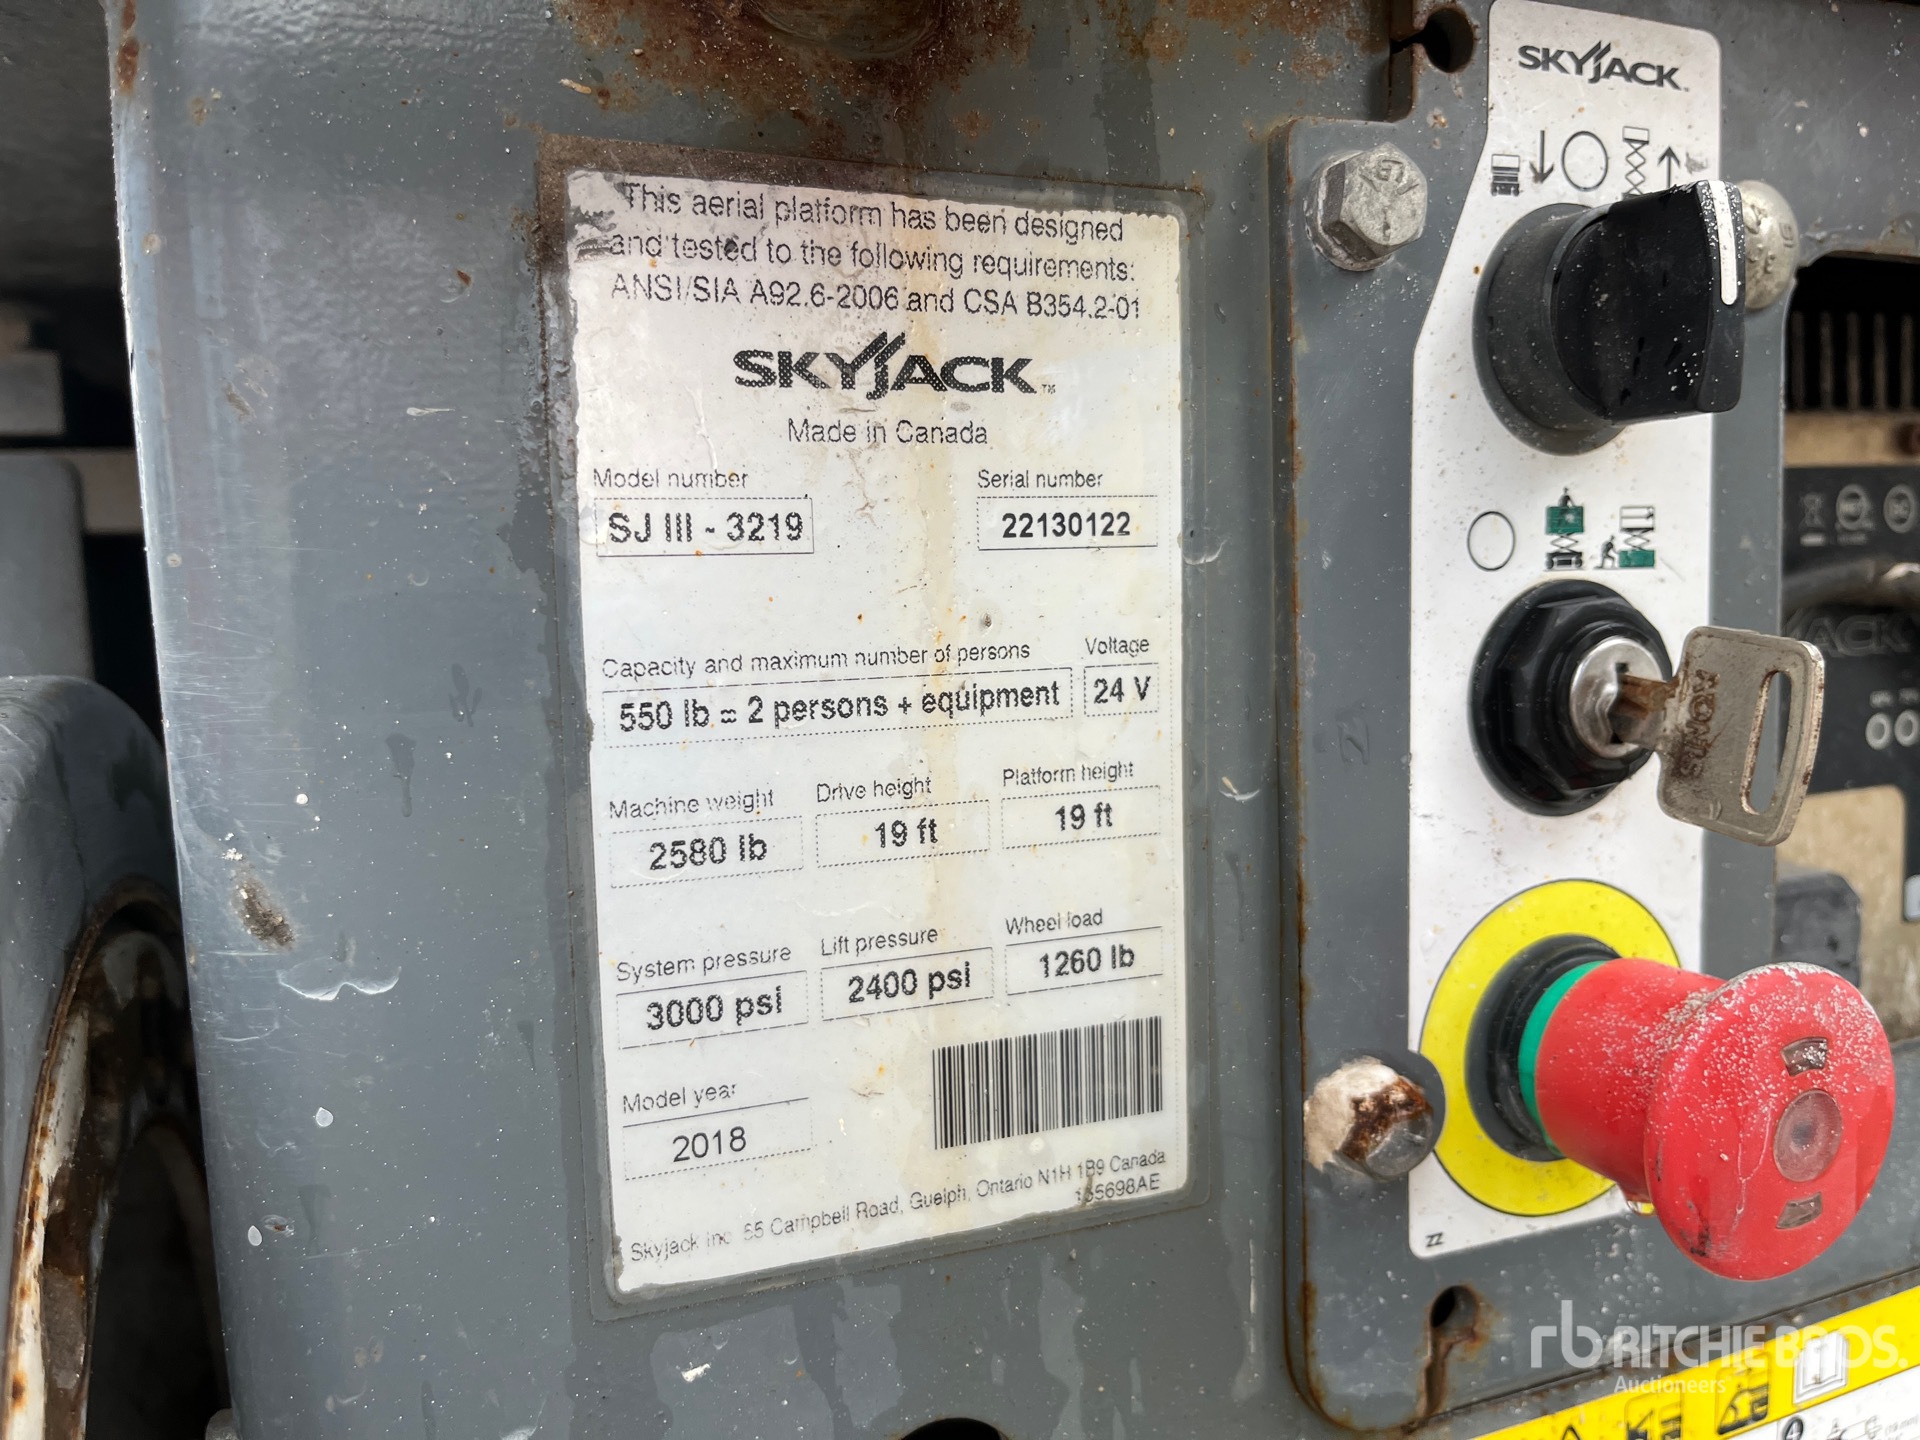 This aerial platform has been designed
and tested to the following requirements:
ANSI/SIA A92.6-2006 and CSA B354.2-01
SKYJACK™
Made in Canada
Model number
SJ III - 3219
Serial number
22130122
Capacity and maximum number of persons
550 lb = 2 persons + equipment
Voltage
24 V
Machine weight
2580 lb
Drive height
19 ft
Platform height
19 ft
System pressure
3000 psi
Lift pressure
2400 psi
Wheel load
1260 lb
Model year
2018
Skyjack Inc. 55 Campbell Road, Guelph, Ontario N1H 1B9 Canada
165698AE
SKYJACK
ZZ
rb RITCHIE BROS.
Auctioneers